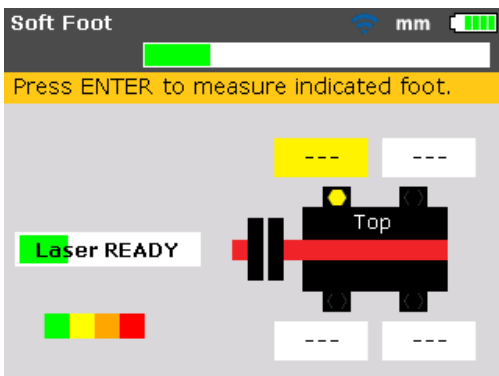 Soft Foot mm
Press ENTER to measure indicated foot.
--- ---
Top
Laser READY
--- ---